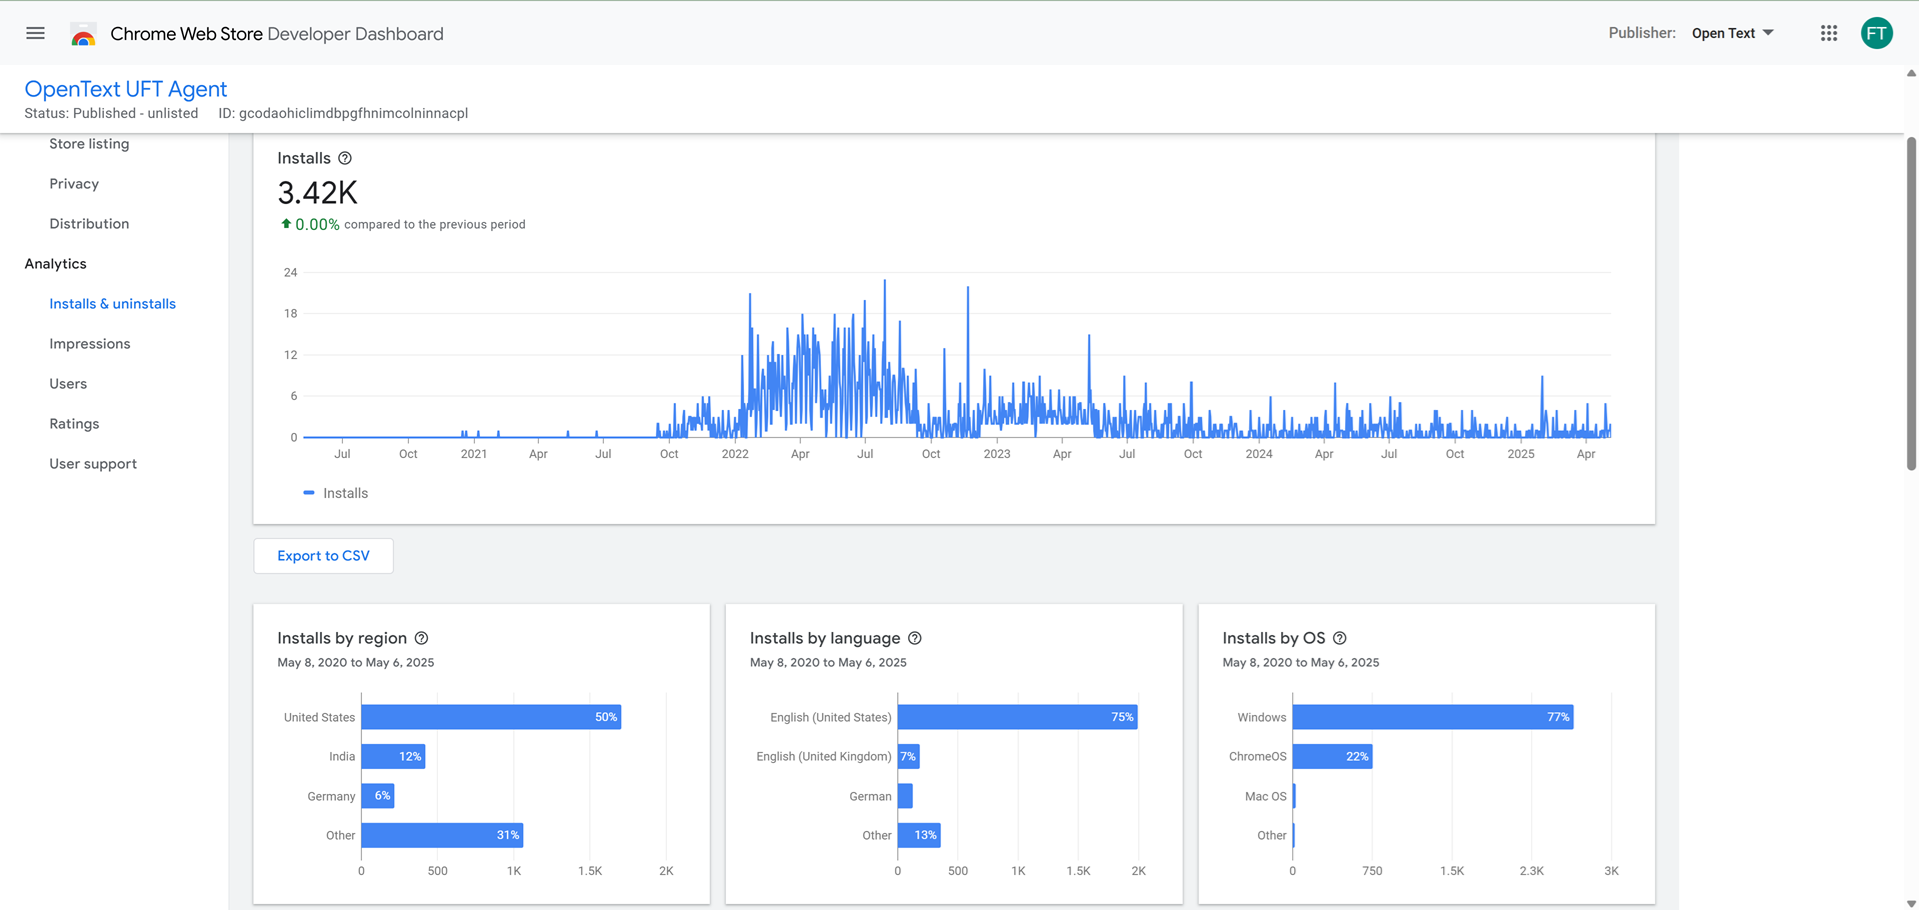 Chrome Web Store Developer Dashboard
Publisher: Open Text
FT
OpenText UFT Agent
Status: Published - unlisted ID: gcodaohiclimdbpgfhnimcolninnacpl
Store listing
Privacy
Distribution
Analytics
Installs & uninstalls
Impressions
Users
Ratings
User support
Installs
3.42K
0.00% compared to the previous period
24
18
12
6
0
Jul Oct 2021 Apr Jul Oct 2022 Apr Jul Oct 2023 Apr Jul Oct 2024 Apr Jul Oct 2025 Apr
Installs
Export to CSV
Installs by region
May 8, 2020 to May 6, 2025
United States 50%
India 12%
Germany 6%
Other 31%
0 500 1K 1.5K 2K
Installs by language
May 8, 2020 to May 6, 2025
English (United States) 75%
English (United Kingdom) 7%
German
Other 13%
0 500 1K 1.5K 2K
Installs by OS
May 8, 2020 to May 6, 2025
Windows 77%
ChromeOS 22%
Mac OS
Other
0 750 1.5K 2.3K 3K